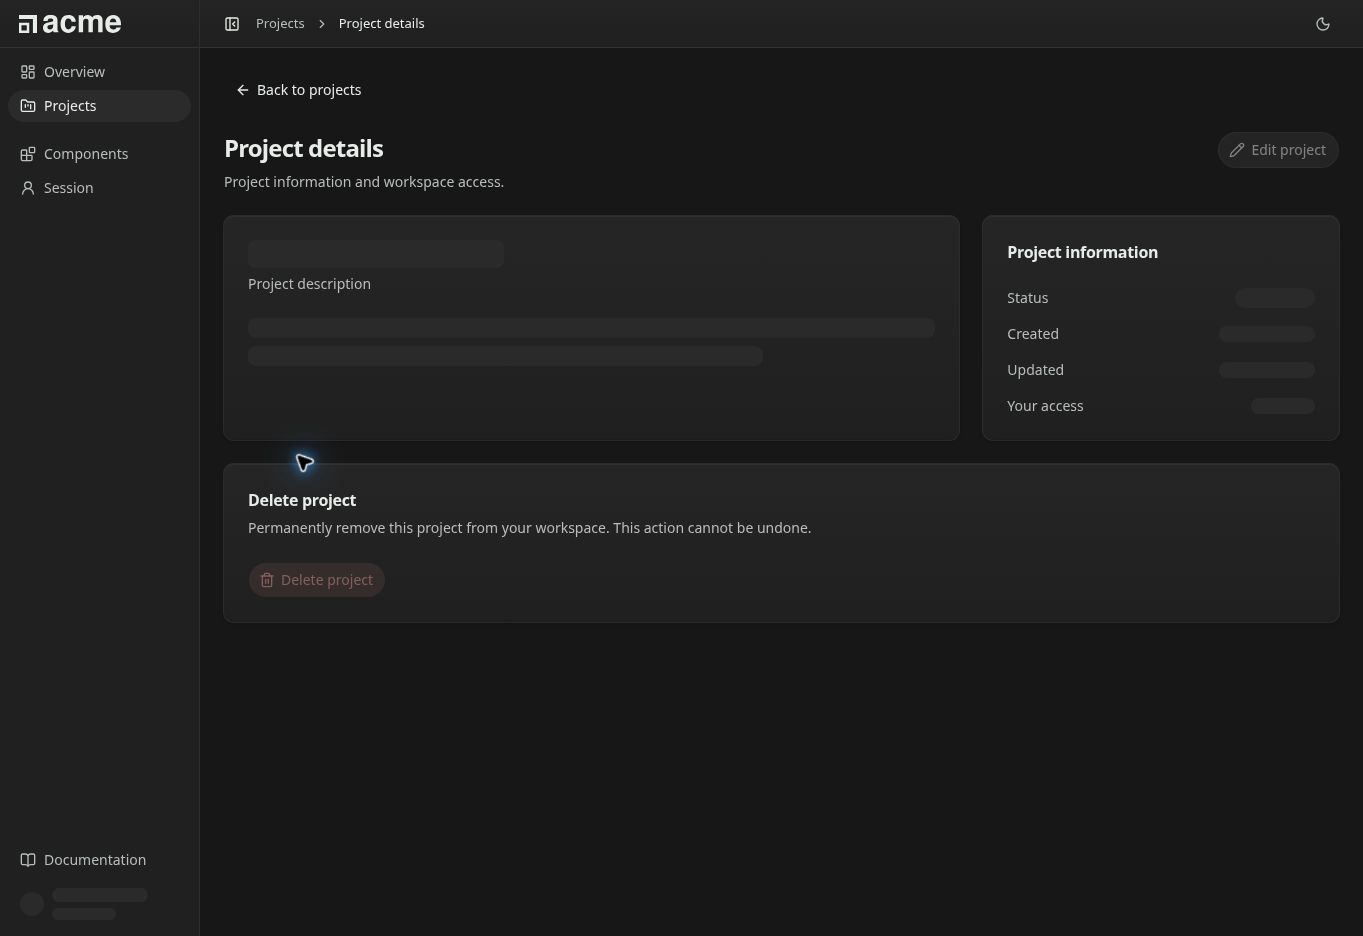 acme
Projects
Project details
Overview
Projects
Components
Session
Back to projects
Project details
Edit project
Project information and workspace access.
Project description
Project information
Status
Created
Updated
Your access
Delete project
Permanently remove this project from your workspace. This action cannot be undone.
Delete project
Documentation